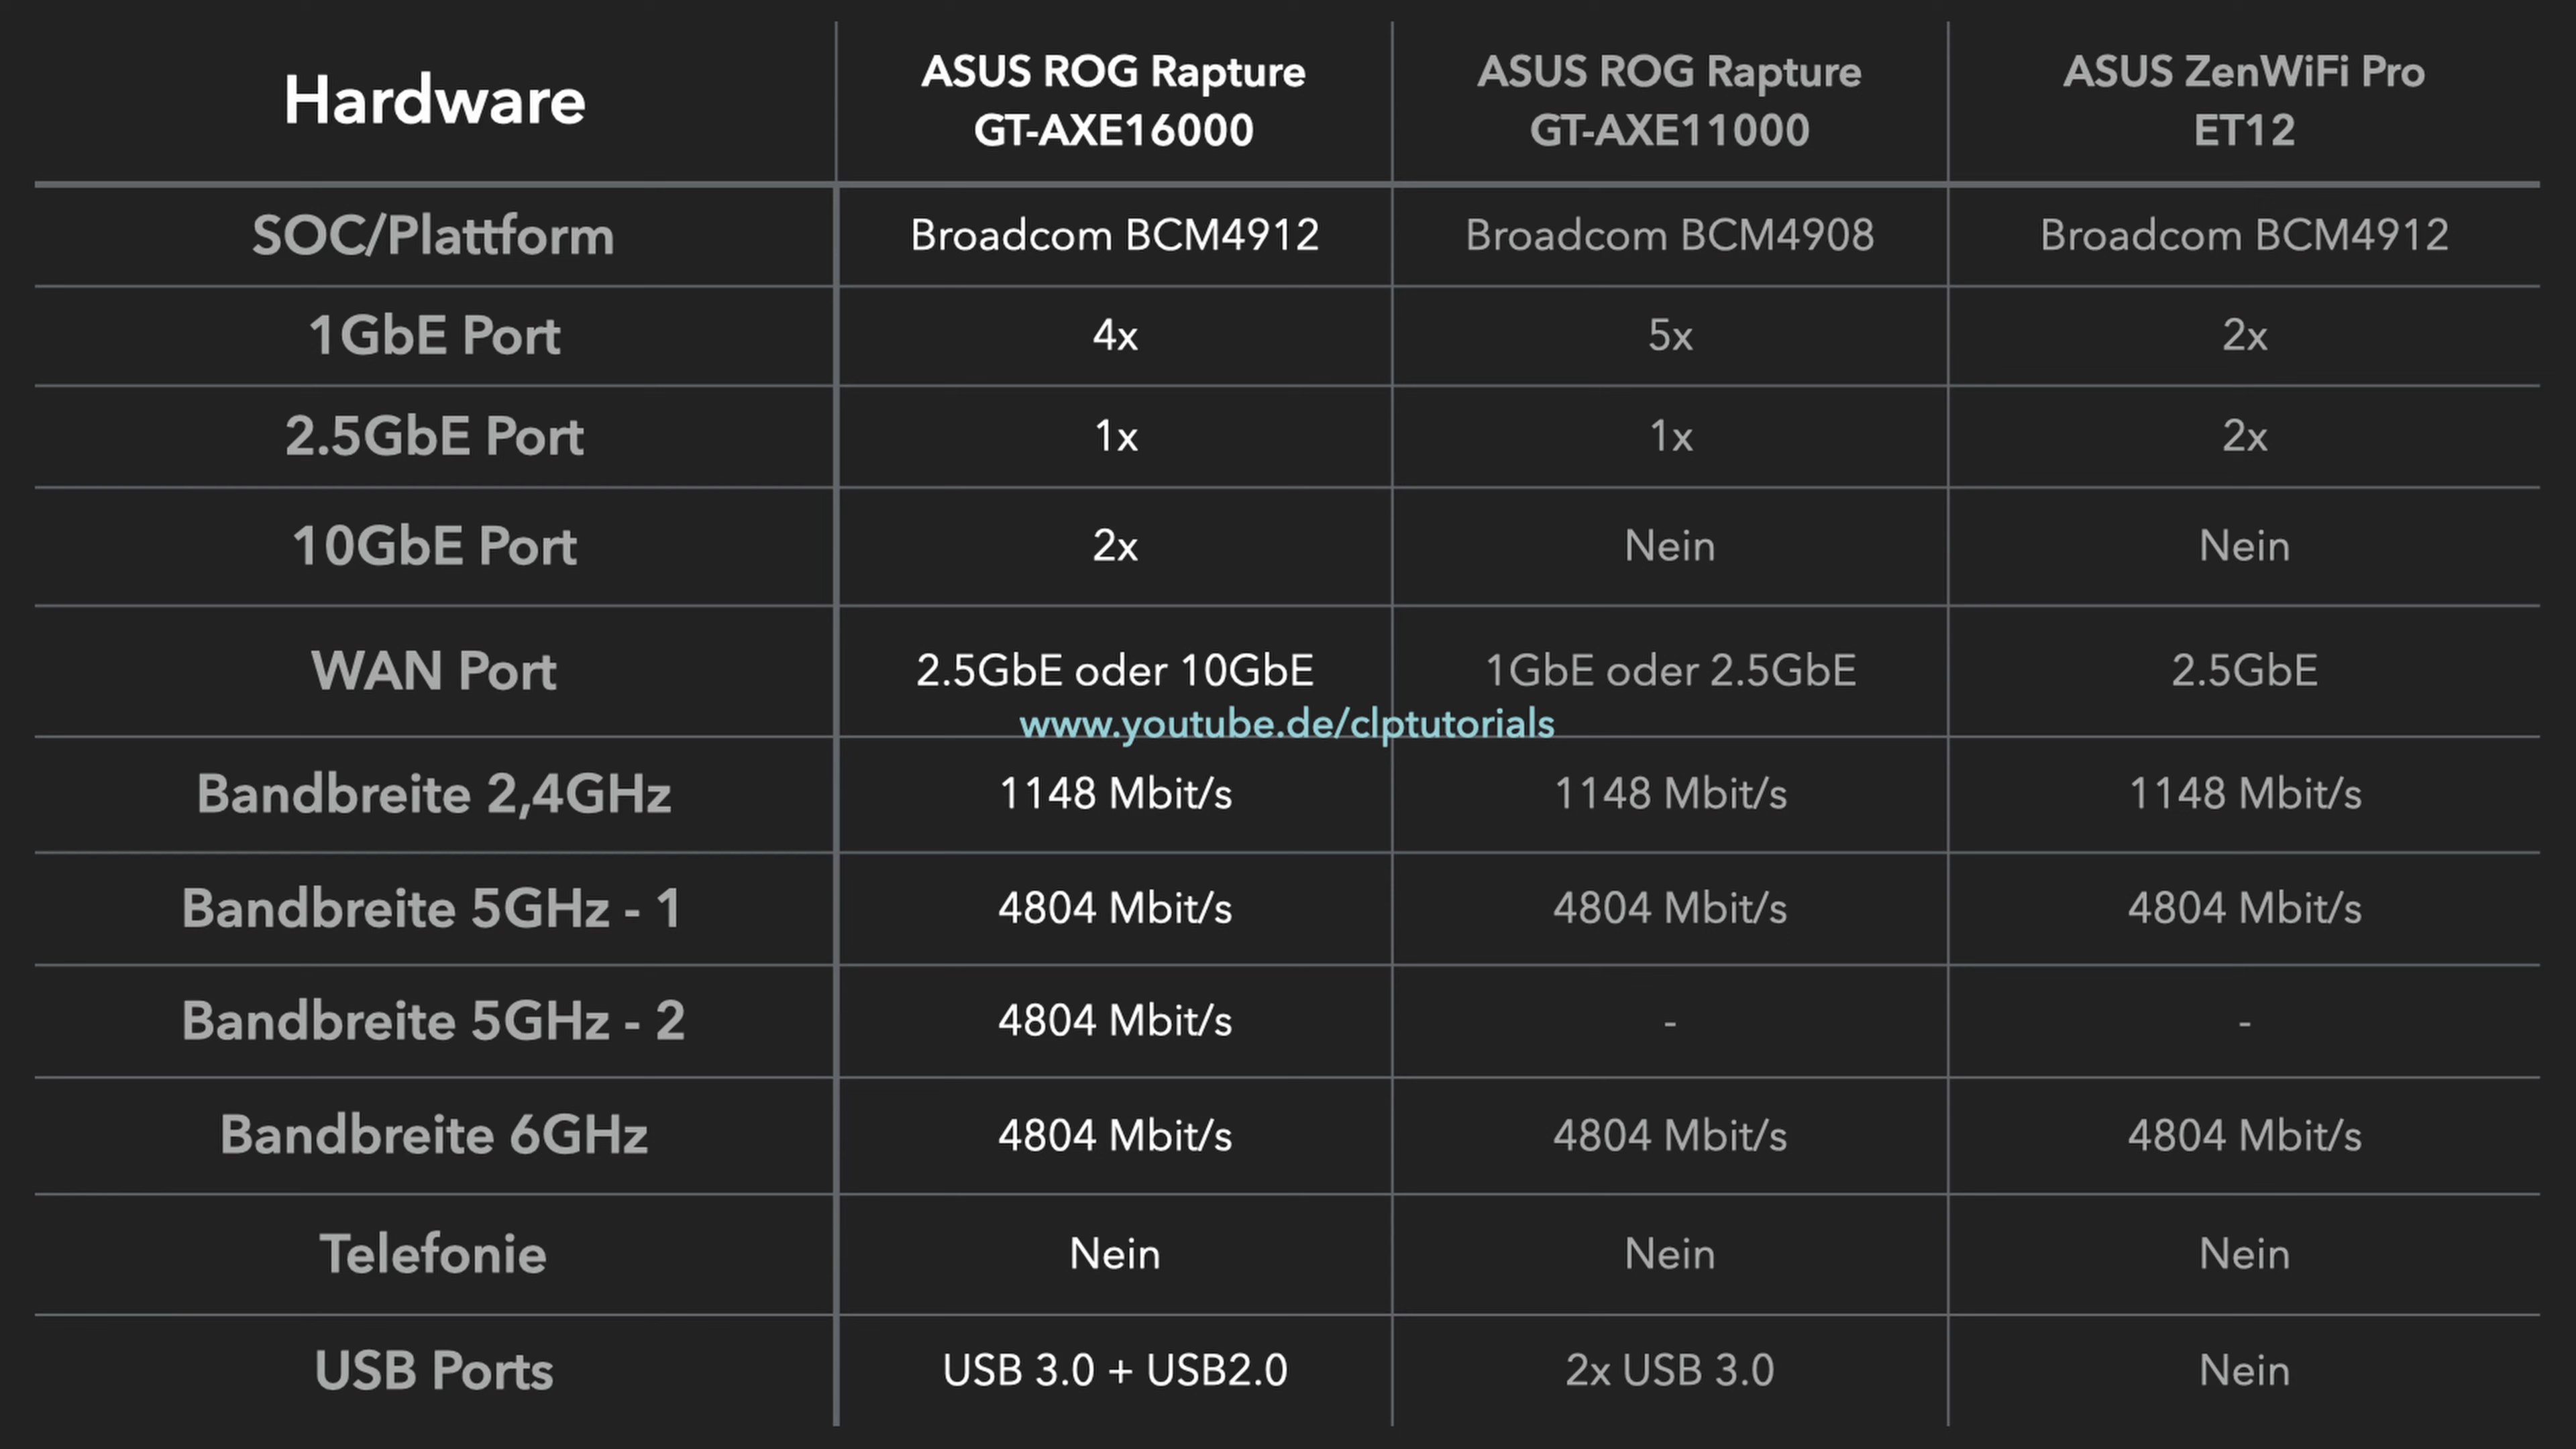 Hardware
ASUS ROG Rapture
GT-AXE16000
ASUS ROG Rapture
GT-AXE11000
ASUS ZenWiFi Pro
ET12
SOC/Plattform
Broadcom BCM4912
Broadcom BCM4908
Broadcom BCM4912
1GbE Port
4x
5x
2x
2.5GbE Port
1x
1x
2x
10GbE Port
2x
Nein
Nein
WAN Port
2.5GbE oder 10GbE
1GbE oder 2.5GbE
2.5GbE
www.youtube.de/clptutorials
Bandbreite 2,4GHz
1148 Mbit/s
1148 Mbit/s
1148 Mbit/s
Bandbreite 5GHz - 1
4804 Mbit/s
4804 Mbit/s
4804 Mbit/s
Bandbreite 5GHz - 2
4804 Mbit/s
-
-
Bandbreite 6GHz
4804 Mbit/s
4804 Mbit/s
4804 Mbit/s
Telefonie
Nein
Nein
Nein
USB Ports
USB 3.0 + USB2.0
2x USB 3.0
Nein